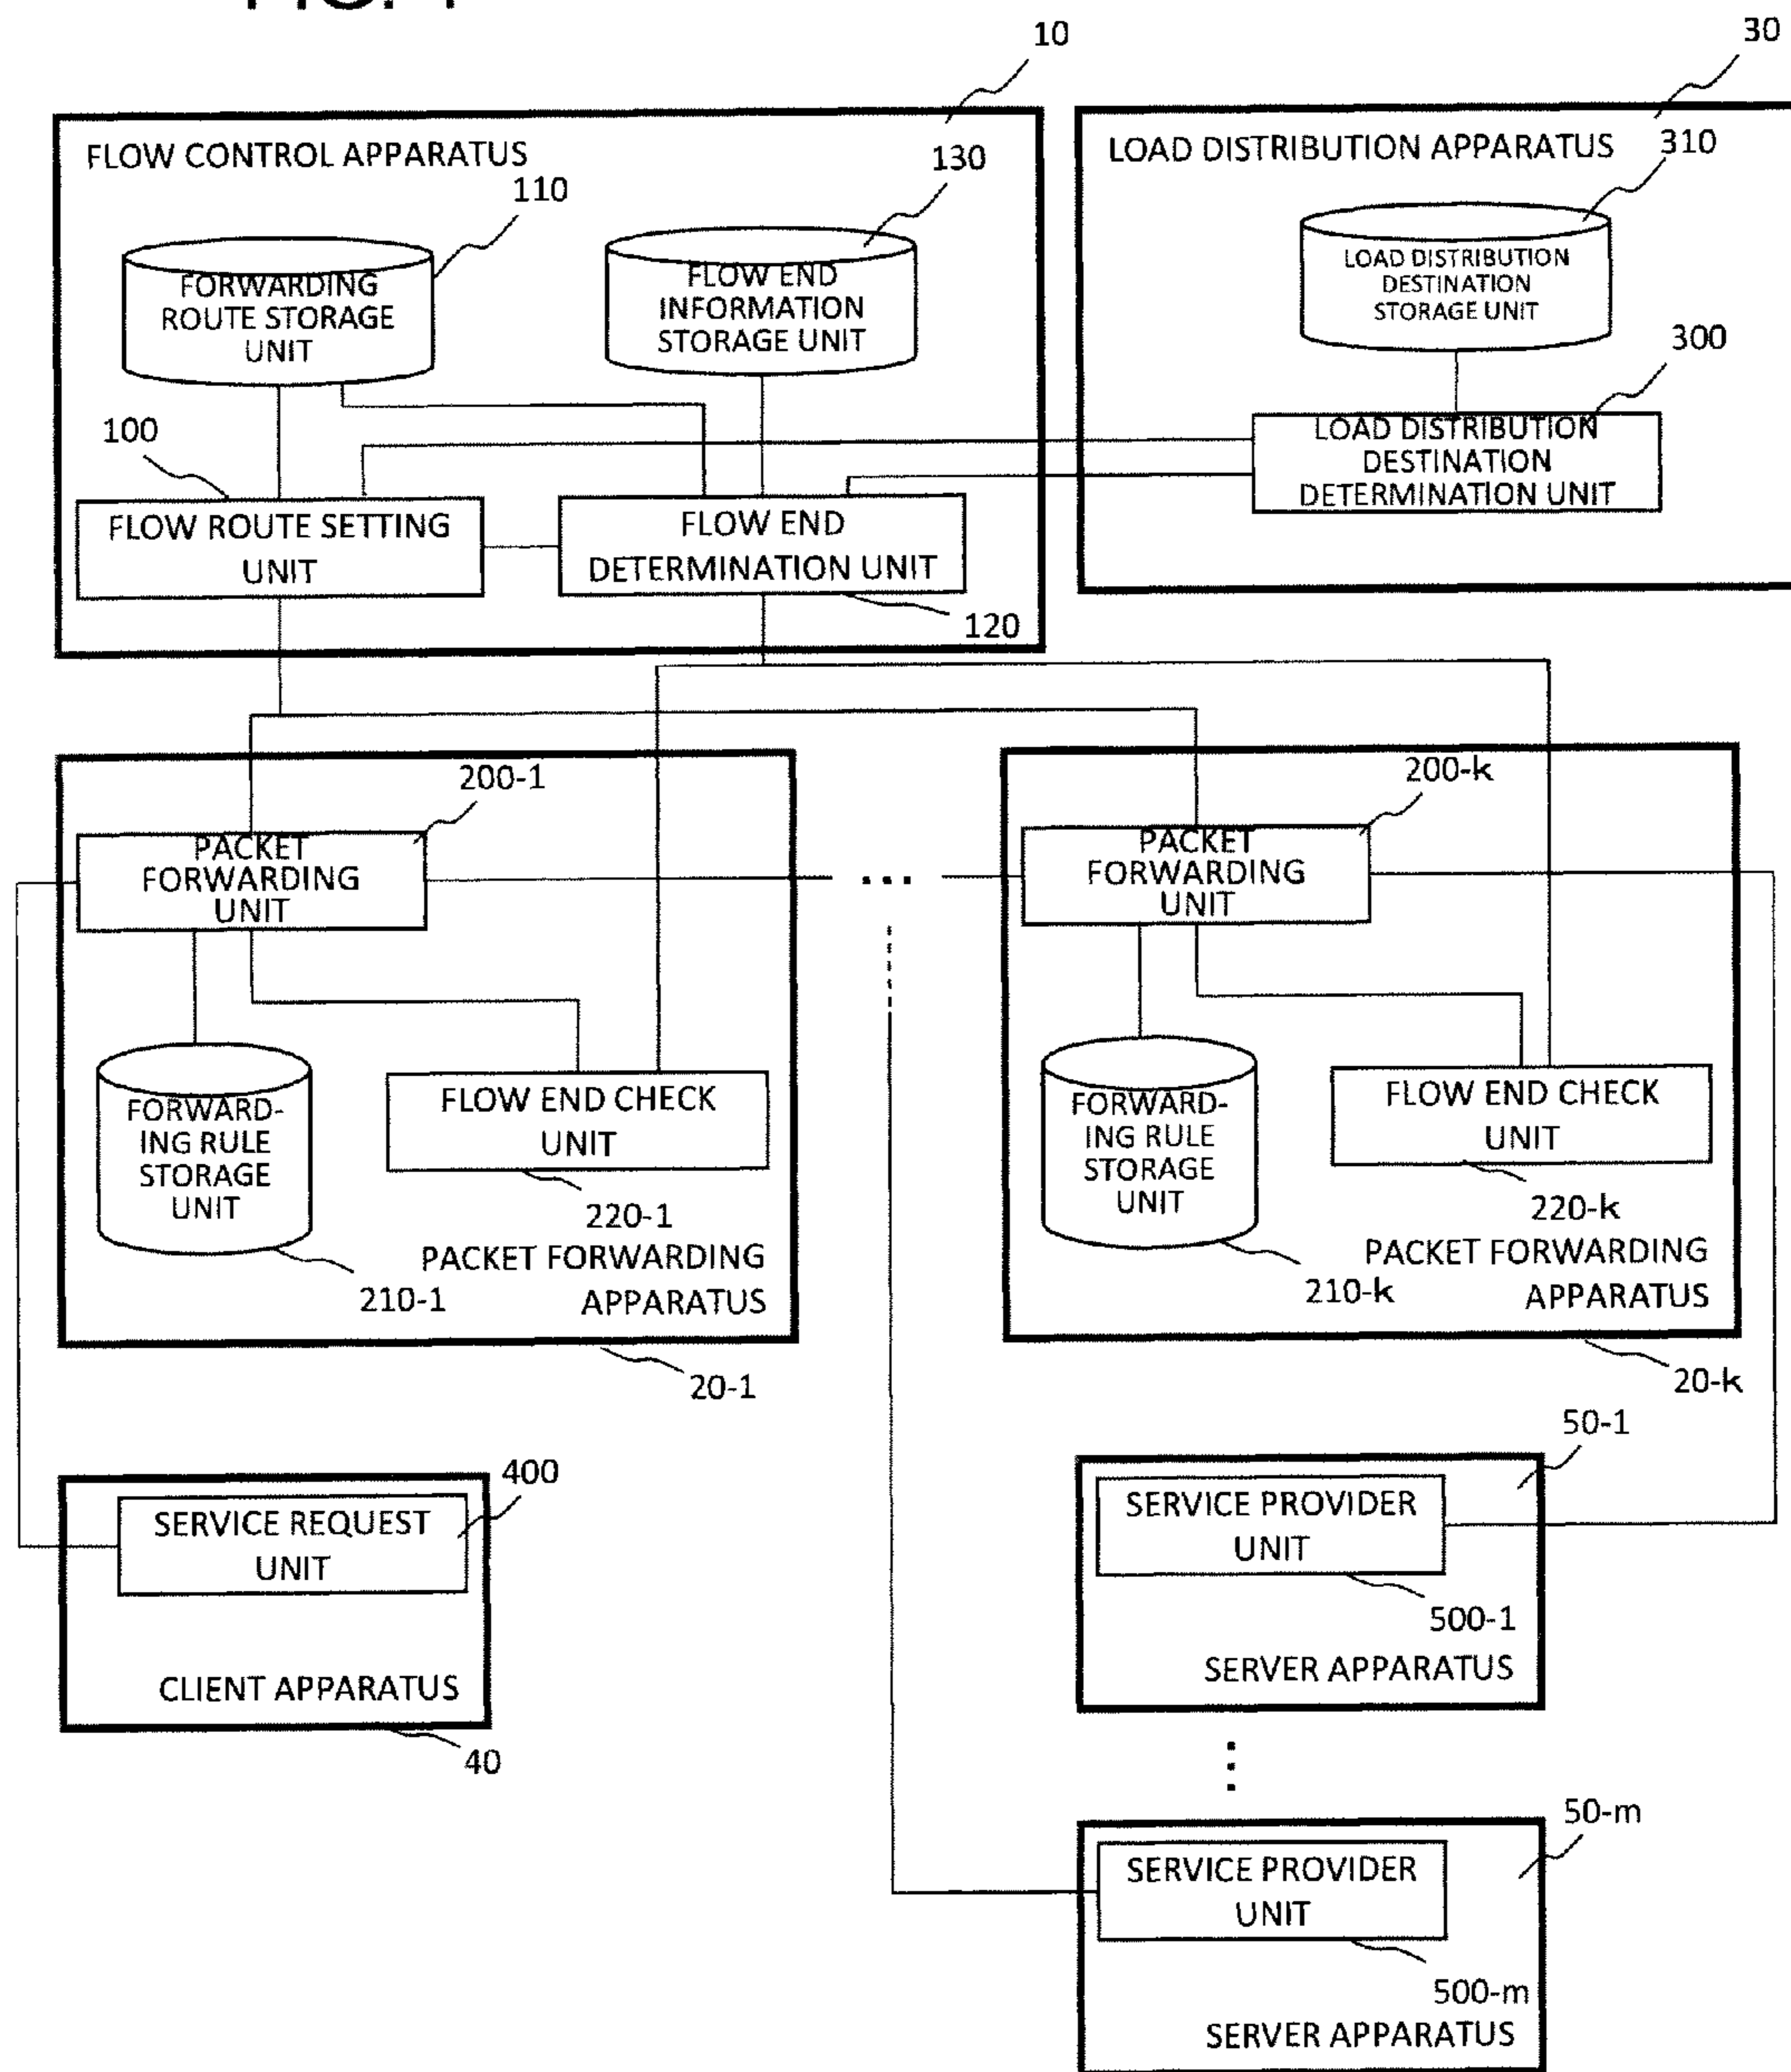 10
30
FLOW CONTROL APPARATUS
130
110
FORWARDING
ROUTE STORAGE
UNIT
FLOW END
INFORMATION
STORAGE UNIT
100
FLOW ROUTE SETTING
UNIT
FLOW END
DETERMINATION UNIT
120
LOAD DISTRIBUTION APPARATUS
310
LOAD DISTRIBUTION
DESTINATION
STORAGE UNIT
300
LOAD DISTRIBUTION
DESTINATION
DETERMINATION UNIT
200-1
PACKET
FORWARDING
UNIT
FORWARD-
ING RULE
STORAGE
UNIT
FLOW END CHECK
UNIT
220-1
210-1
PACKET FORWARDING
APPARATUS
20-1
...
200-k
PACKET
FORWARDING
UNIT
FORWARD-
ING RULE
STORAGE
UNIT
FLOW END CHECK
UNIT
220-k
210-k
PACKET FORWARDING
APPARATUS
20-k
400
SERVICE REQUEST
UNIT
CLIENT APPARATUS
40
50-1
SERVICE PROVIDER
UNIT
500-1
SERVER APPARATUS
50-m
SERVICE PROVIDER
UNIT
500-m
SERVER APPARATUS